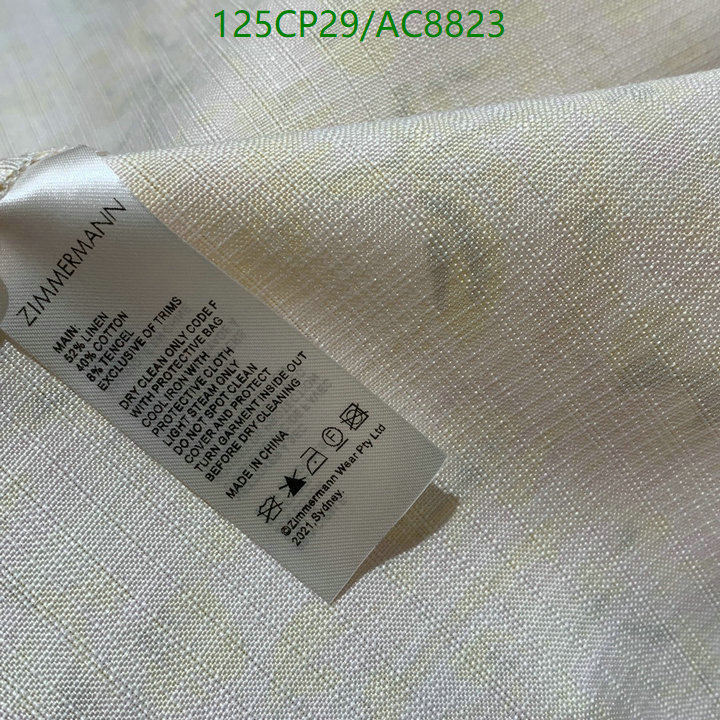 125CP29/AC8823
ZIMMERMANN
MAIN
52% LINEN
40% COTTON
8% TENCEL
EXCLUSIVE OF TRIMS
DRY CLEAN ONLY CODE F
WITH PROTECTIVE BAG
COOL IRON WITH
PROTECTIVE CLOTH
LIGHT STEAM ONLY
DO NOT SPOT CLEAN
COVER AND PROTECT
TURN GARMENT INSIDE OUT
BEFORE DRY CLEANING
MADE IN CHINA
F
©Zimmermann Wear Pty Ltd
2021,Sydney.